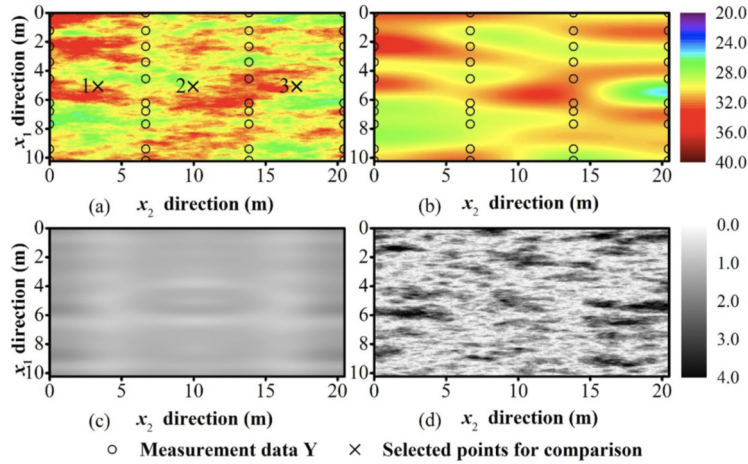 0
2
4
6
8
10
x1 direction (m)
1 2 3
0 5 10 15 20
(a) x2 direction (m)
0
2
4
6
8
10
0 5 10 15 20
(b) x2 direction (m)
20.0
24.0
28.0
32.0
36.0
40.0
0
2
4
6
8
10
x1 direction (m)
0 5 10 15 20
(c) x2 direction (m)
0
2
4
6
8
10
0 5 10 15 20
(d) x2 direction (m)
0.0
1.0
2.0
3.0
4.0
Measurement data Y Selected points for comparison